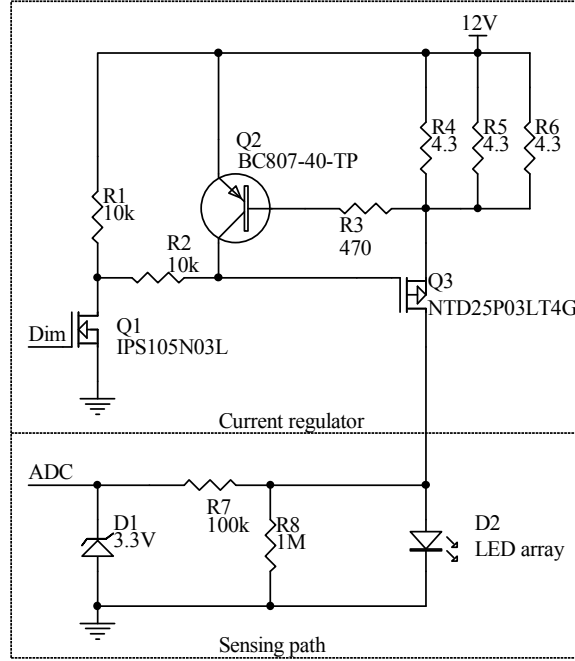 12V
R4
4.3
R5
4.3
R6
4.3
Q2
BC807-40-TP
R1
10k
R3
470
R2
10k
Q3
NTD25P03LT4G
Dim
Q1
IPS105N03L
Current regulator
ADC
R7
100k
D1
3.3V
R8
1M
D2
LED array
Sensing path